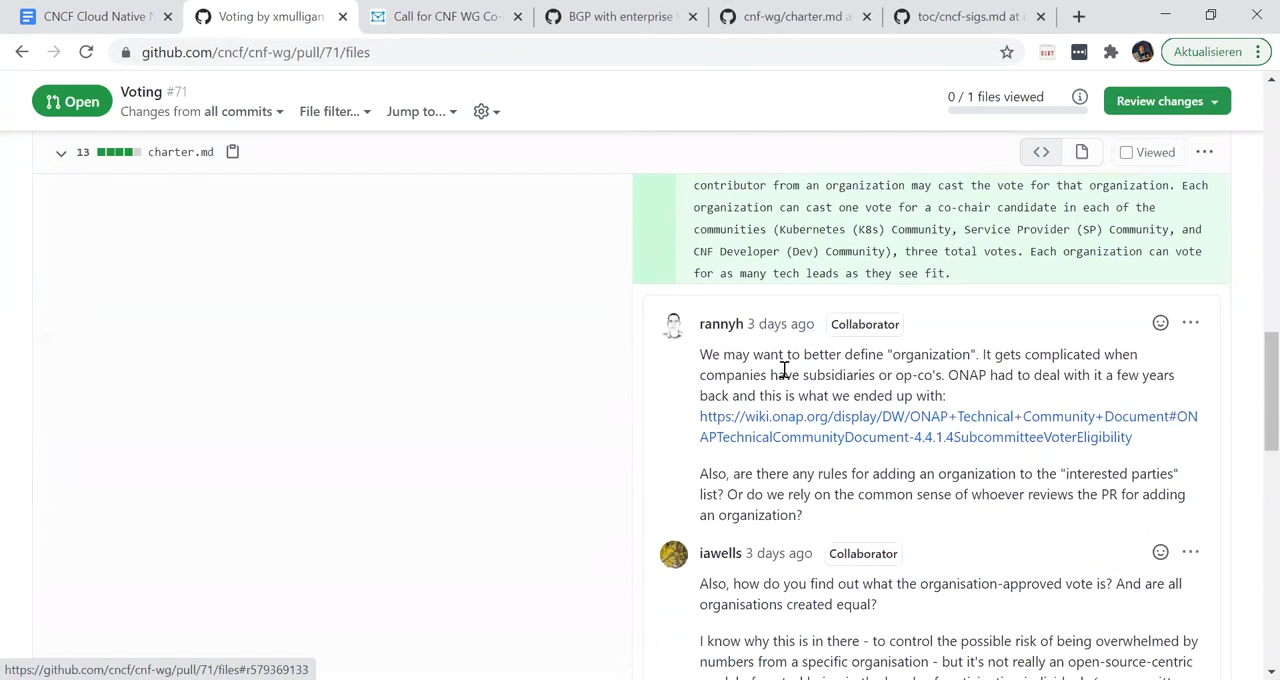 CNCF Cloud Native
Voting by xmulligan
Call for CNF WG Co-
BGP with enterprise
cnf-wg/charter.md
toc/cncf-sigs.md at
github.com/cncf/cnf-wg/pull/71/files
Aktualisieren
Open
Voting #71
Changes from all commits
File filter...
Jump to...
0 / 1 files viewed
Review changes
13
charter.md
Viewed
contributor from an organization may cast the vote for that organization. Each
organization can cast one vote for a co-chair candidate in each of the
communities (Kubernetes (K8s) Community, Service Provider (SP) Community, and
CNF Developer (Dev) Community), three total votes. Each organization can vote
for as many tech leads as they see fit.
rannyh 3 days ago Collaborator
We may want to better define "organization". It gets complicated when
companies have subsidiaries or op-co's. ONAP had to deal with it a few years
back and this is what we ended up with:
https://wiki.onap.org/display/DW/ONAP+Technical+Community+Document#ON
APTechnicalCommunityDocument-4.4.1.4SubcommitteeVoterEligibility
Also, are there any rules for adding an organization to the "interested parties"
list? Or do we rely on the common sense of whoever reviews the PR for adding
an organization?
iawells 3 days ago Collaborator
Also, how do you find out what the organisation-approved vote is? And are all
organisations created equal?
I know why this is in there - to control the possible risk of being overwhelmed by
numbers from a specific organisation - but it's not really an open-source-centric
https://github.com/cncf/cnf-wg/pull/71/files#r579369133